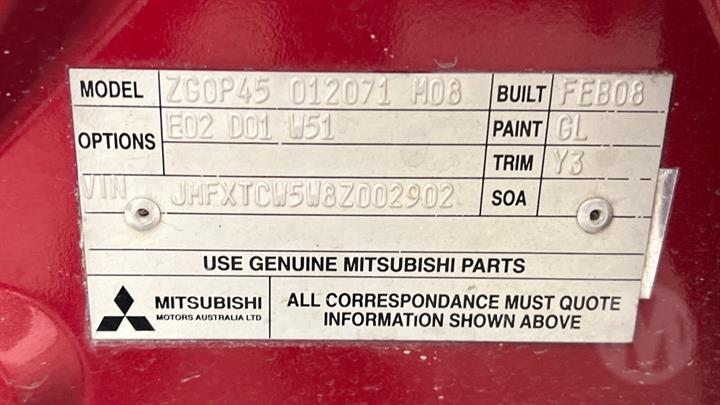 MODEL ZG0P45 012071 M08 BUILT FEB08
OPTIONS E02 D01 W51 PAINT GL
TRIM Y3
VIN JMFXTCW5W8Z002902 SOA
USE GENUINE MITSUBISHI PARTS
MITSUBISHI
MOTORS AUSTRALIA LTD
ALL CORRESPONDANCE MUST QUOTE
INFORMATION SHOWN ABOVE
M